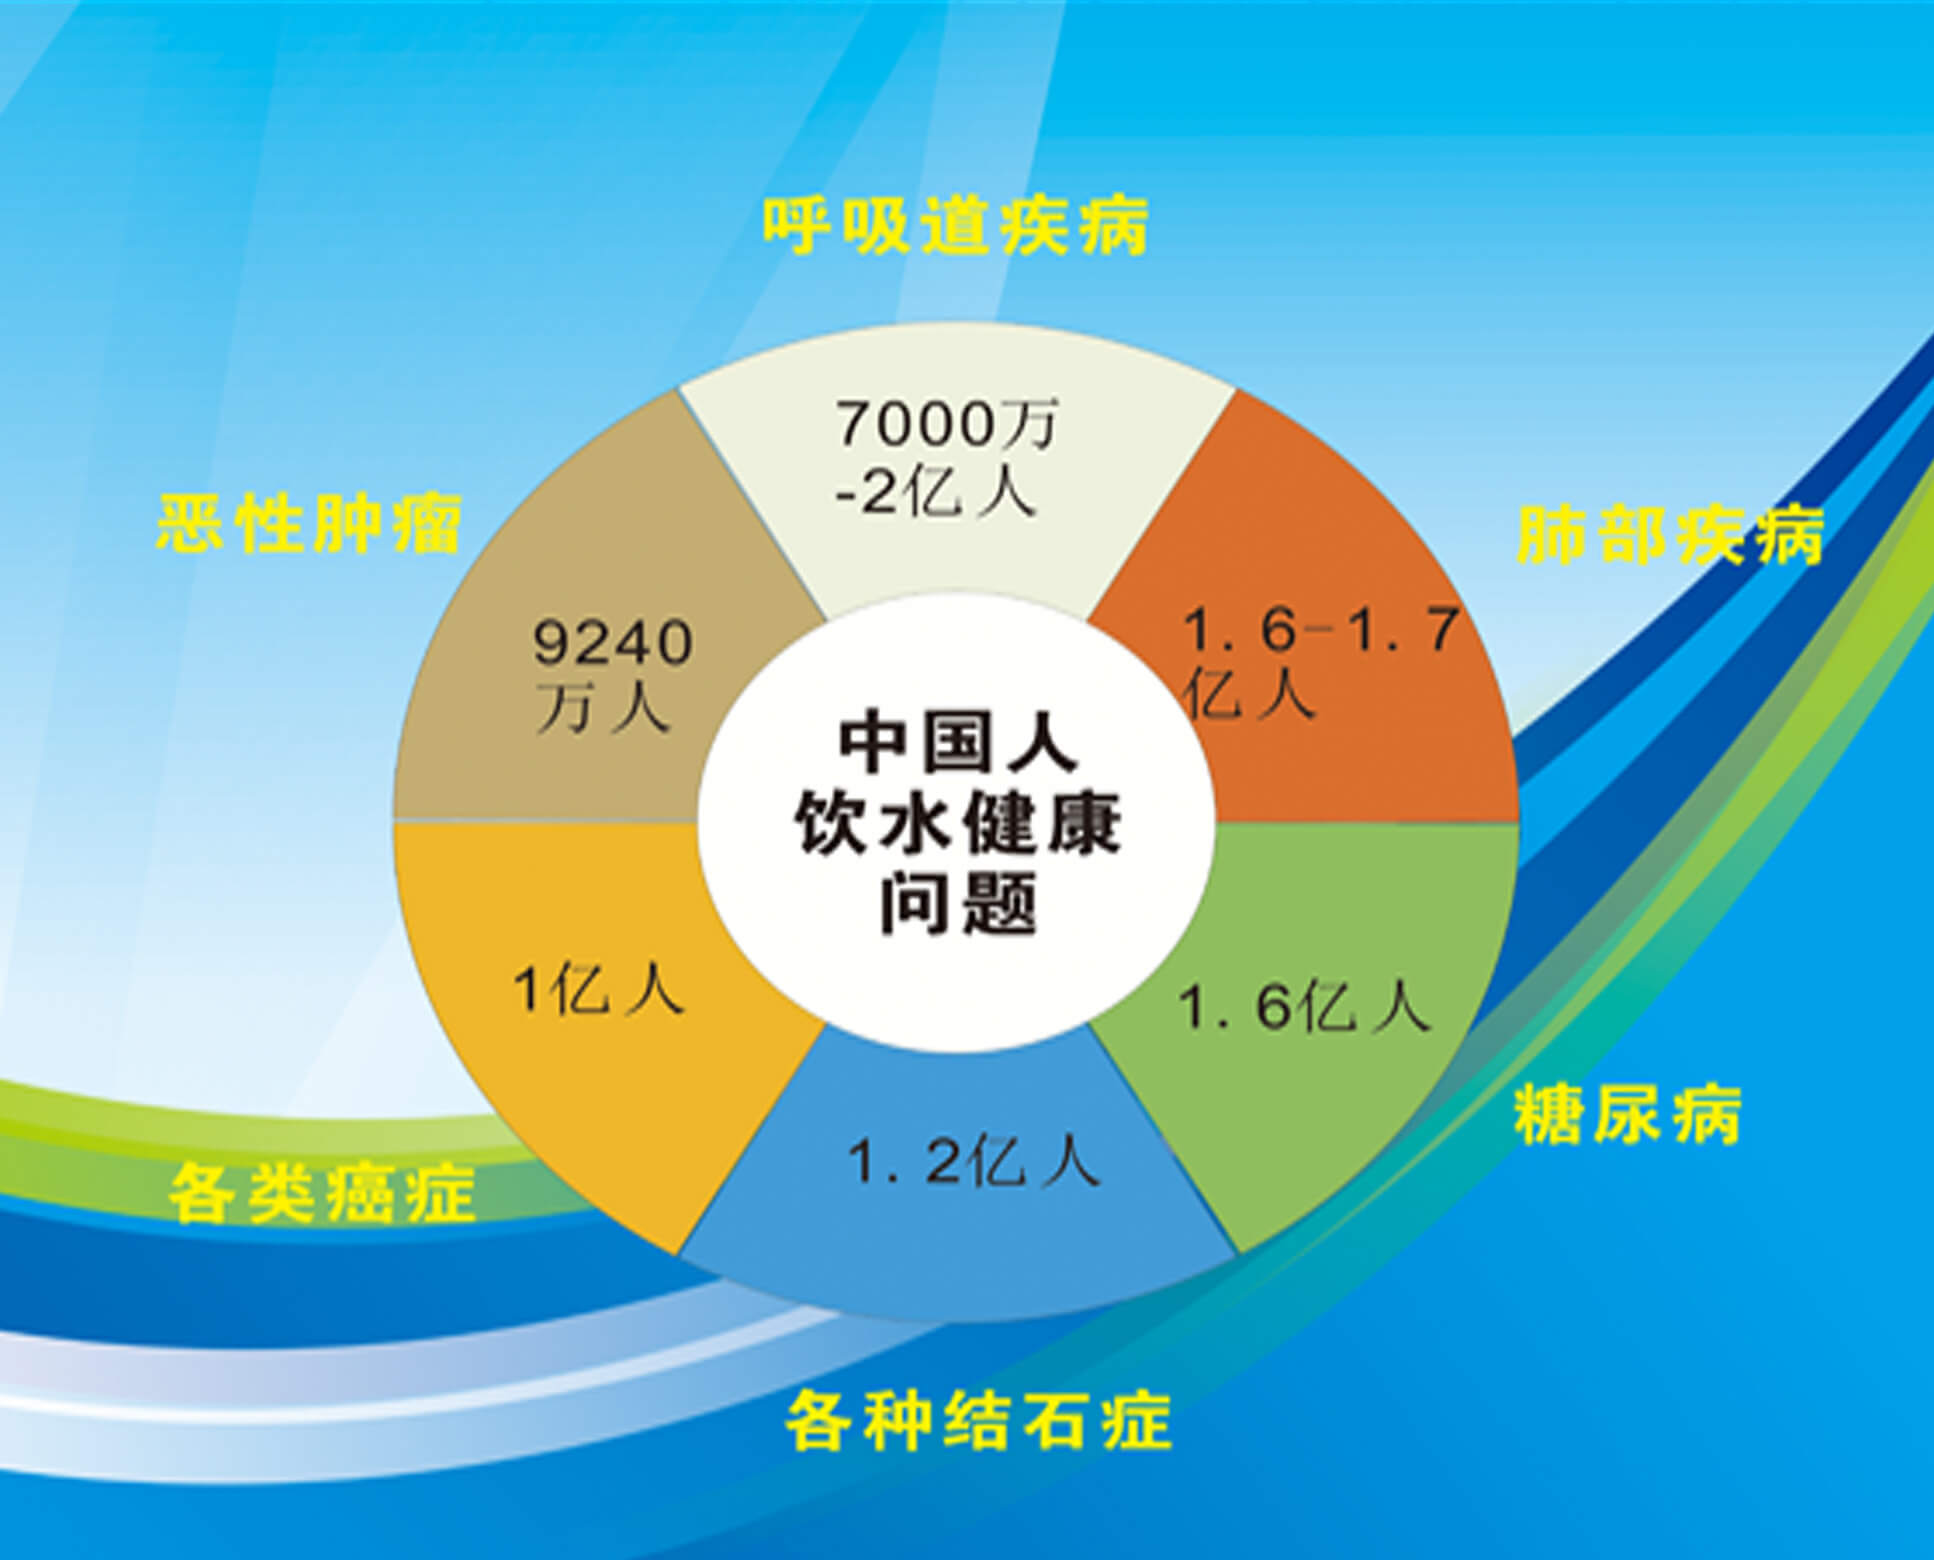 呼吸道疾病
7000万
-2亿人
恶性肿瘤
肺部疾病
9240
万人
1. 6-1. 7
亿人
中国人
饮水健康
问题
1亿人
1. 6亿人
糖尿病
1. 2亿人
各类癌症
各种结石症